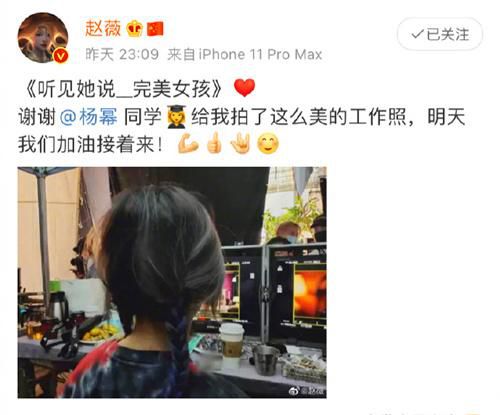 赵薇
昨天 23:09 来自iPhone 11 Pro Max
已关注
《听见她说__完美女孩》
谢谢@杨幂 同学 给我拍了这么美的工作照，明天
我们加油接着来！
@赵薇